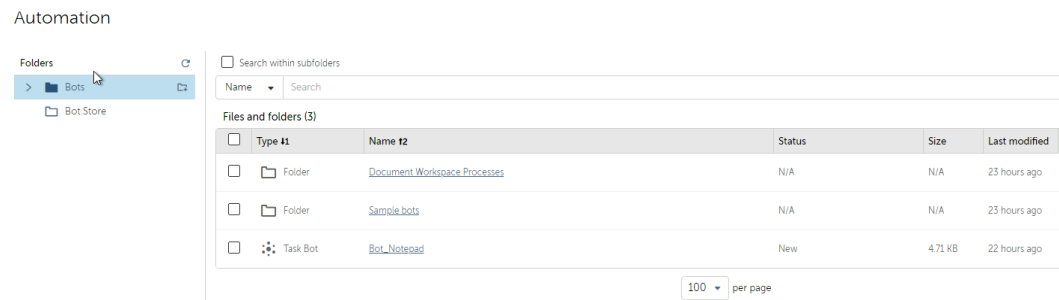 Automation
Folders
Bots
Bot Store
Search within subfolders
Name Search
Files and folders (3)
Type ↓1 Name ↑2 Status Size Last modified
Folder Document Workspace Processes N/A N/A 23 hours ago
Folder Sample bots N/A N/A 23 hours ago
Task Bot Bot_Notepad New 4.71 KB 22 hours ago
100 per page